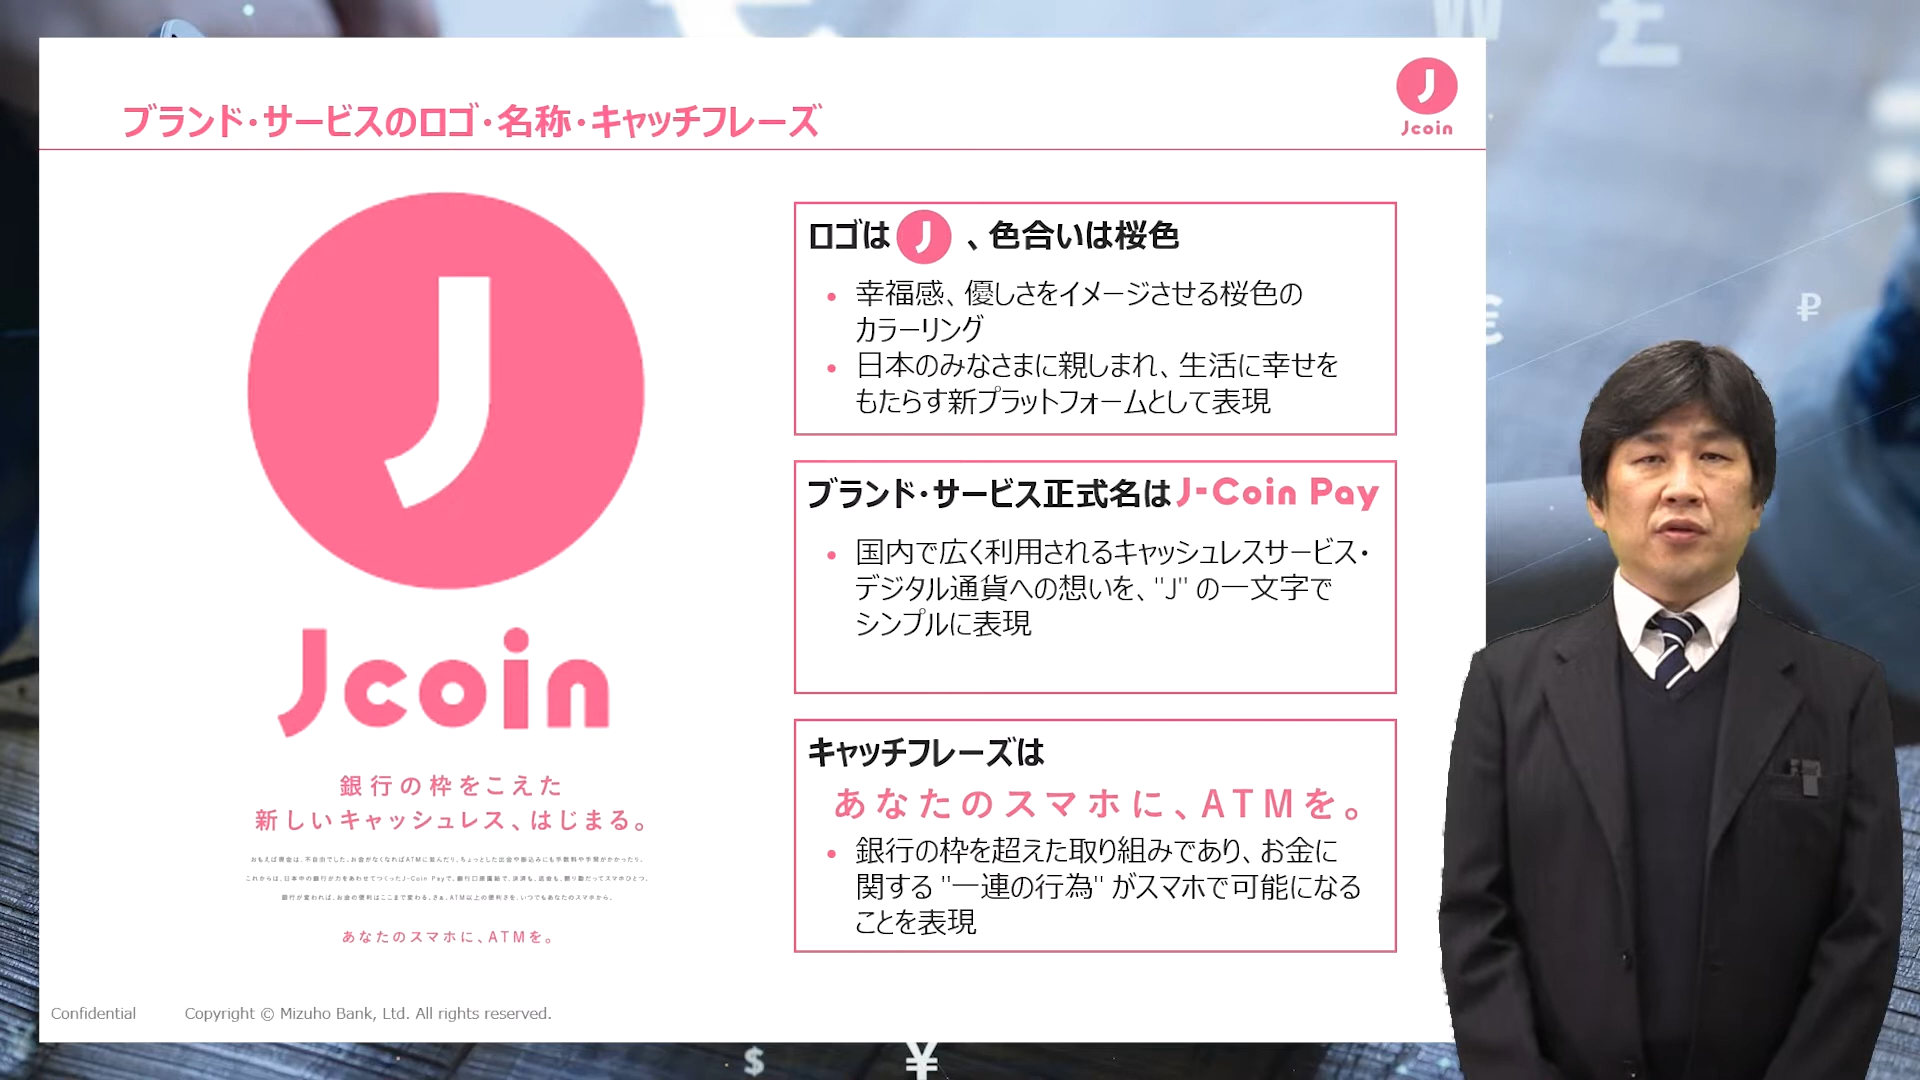 ブランド・サービスのロゴ・名称・キャッチフレーズ
J
Jcoin
J
Jcoin
銀行の枠をこえた
新しいキャッシュレス、はじまる。
あなたのスマホに、ATMを。
ロゴは J 、色合いは桜色
• 幸福感、優しさをイメージさせる桜色の
カラーリング
• 日本のみなさまに親しまれ、生活に幸せを
もたらす新プラットフォームとして表現
ブランド・サービス正式名はJ-Coin Pay
• 国内で広く利用されるキャッシュレスサービス・
デジタル通貨への想いを、"J" の一文字で
シンプルに表現
キャッチフレーズは
あなたのスマホに、ATMを。
• 銀行の枠を超えた取り組みであり、お金に
関する "一連の行為" がスマホで可能になる
ことを表現
Confidential Copyright © Mizuho Bank, Ltd. All rights reserved.